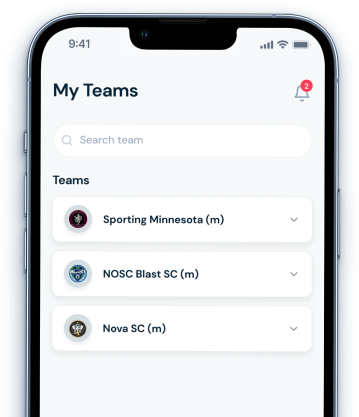 9:41
My Teams
2
Search team
Teams
Sporting Minnesota (m)
NOSC Blast SC (m)
Nova SC (m)